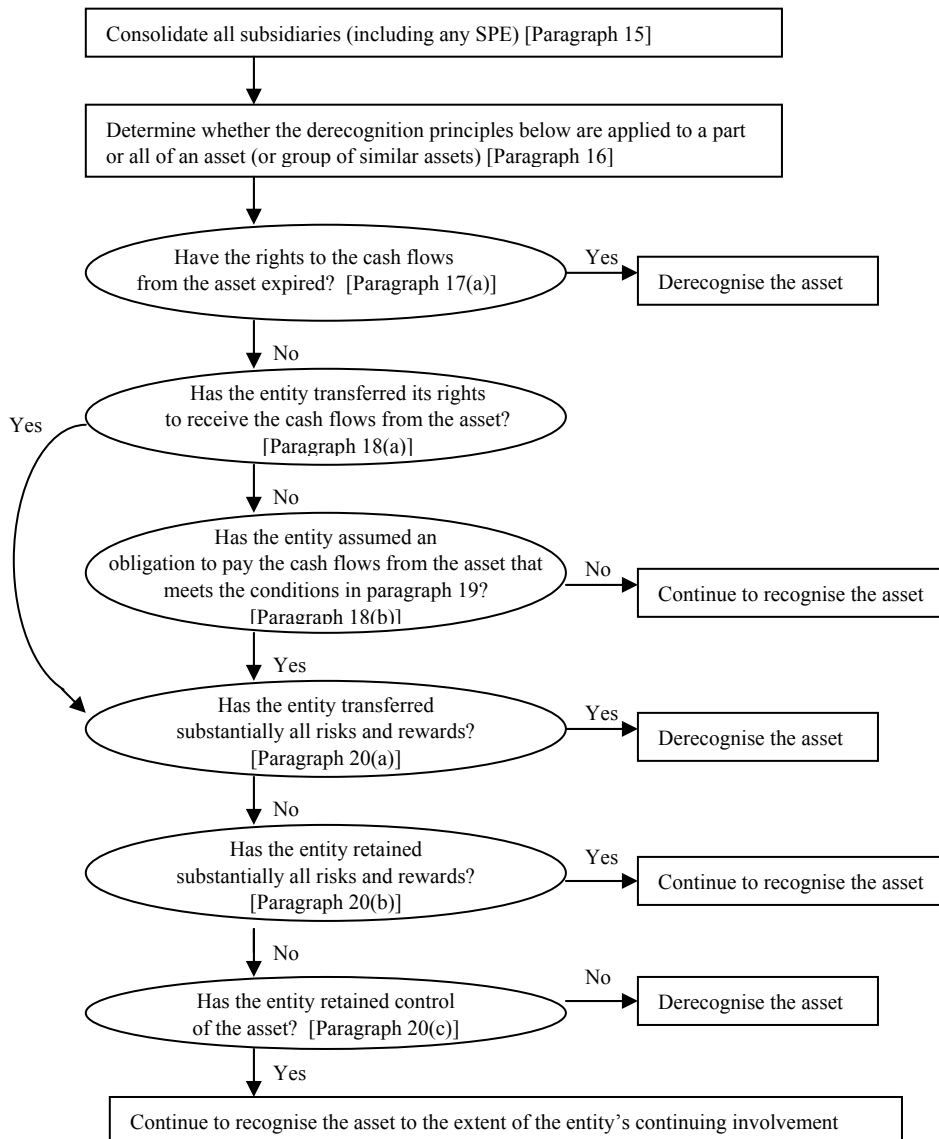 Consolidate all subsidiaries (including any SPE) [Paragraph 15]
Determine whether the derecognition principles below are applied to a part
or all of an asset (or group of similar assets) [Paragraph 16]
Have the rights to the cash flows
from the asset expired? [Paragraph 17(a)]
Yes
Derecognise the asset
No
Has the entity transferred its rights
to receive the cash flows from the asset?
[Paragraph 18(a)]
Yes
No
Has the entity assumed an
obligation to pay the cash flows from the asset that
meets the conditions in paragraph 19?
[Paragraph 18(b)]
No
Continue to recognise the asset
Yes
Has the entity transferred
substantially all risks and rewards?
[Paragraph 20(a)]
Yes
Derecognise the asset
No
Has the entity retained
substantially all risks and rewards?
[Paragraph 20(b)]
Yes
Continue to recognise the asset
No
Has the entity retained control
of the asset? [Paragraph 20(c)]
No
Derecognise the asset
Yes
Continue to recognise the asset to the extent of the entity’s continuing involvement